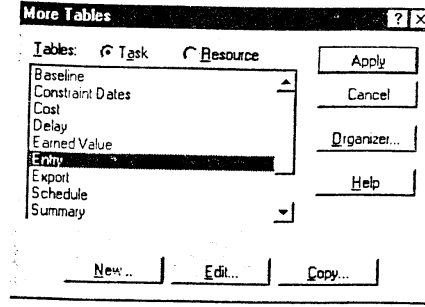 More Tables ? ×
Tables: Task Resource
Apply
Baseline
Constraint Dates
Cancel
Cost
Delay
Organizer...
Earned Value
Entry
Export
Help
Schedule
Summary
New... Edit... Copy...